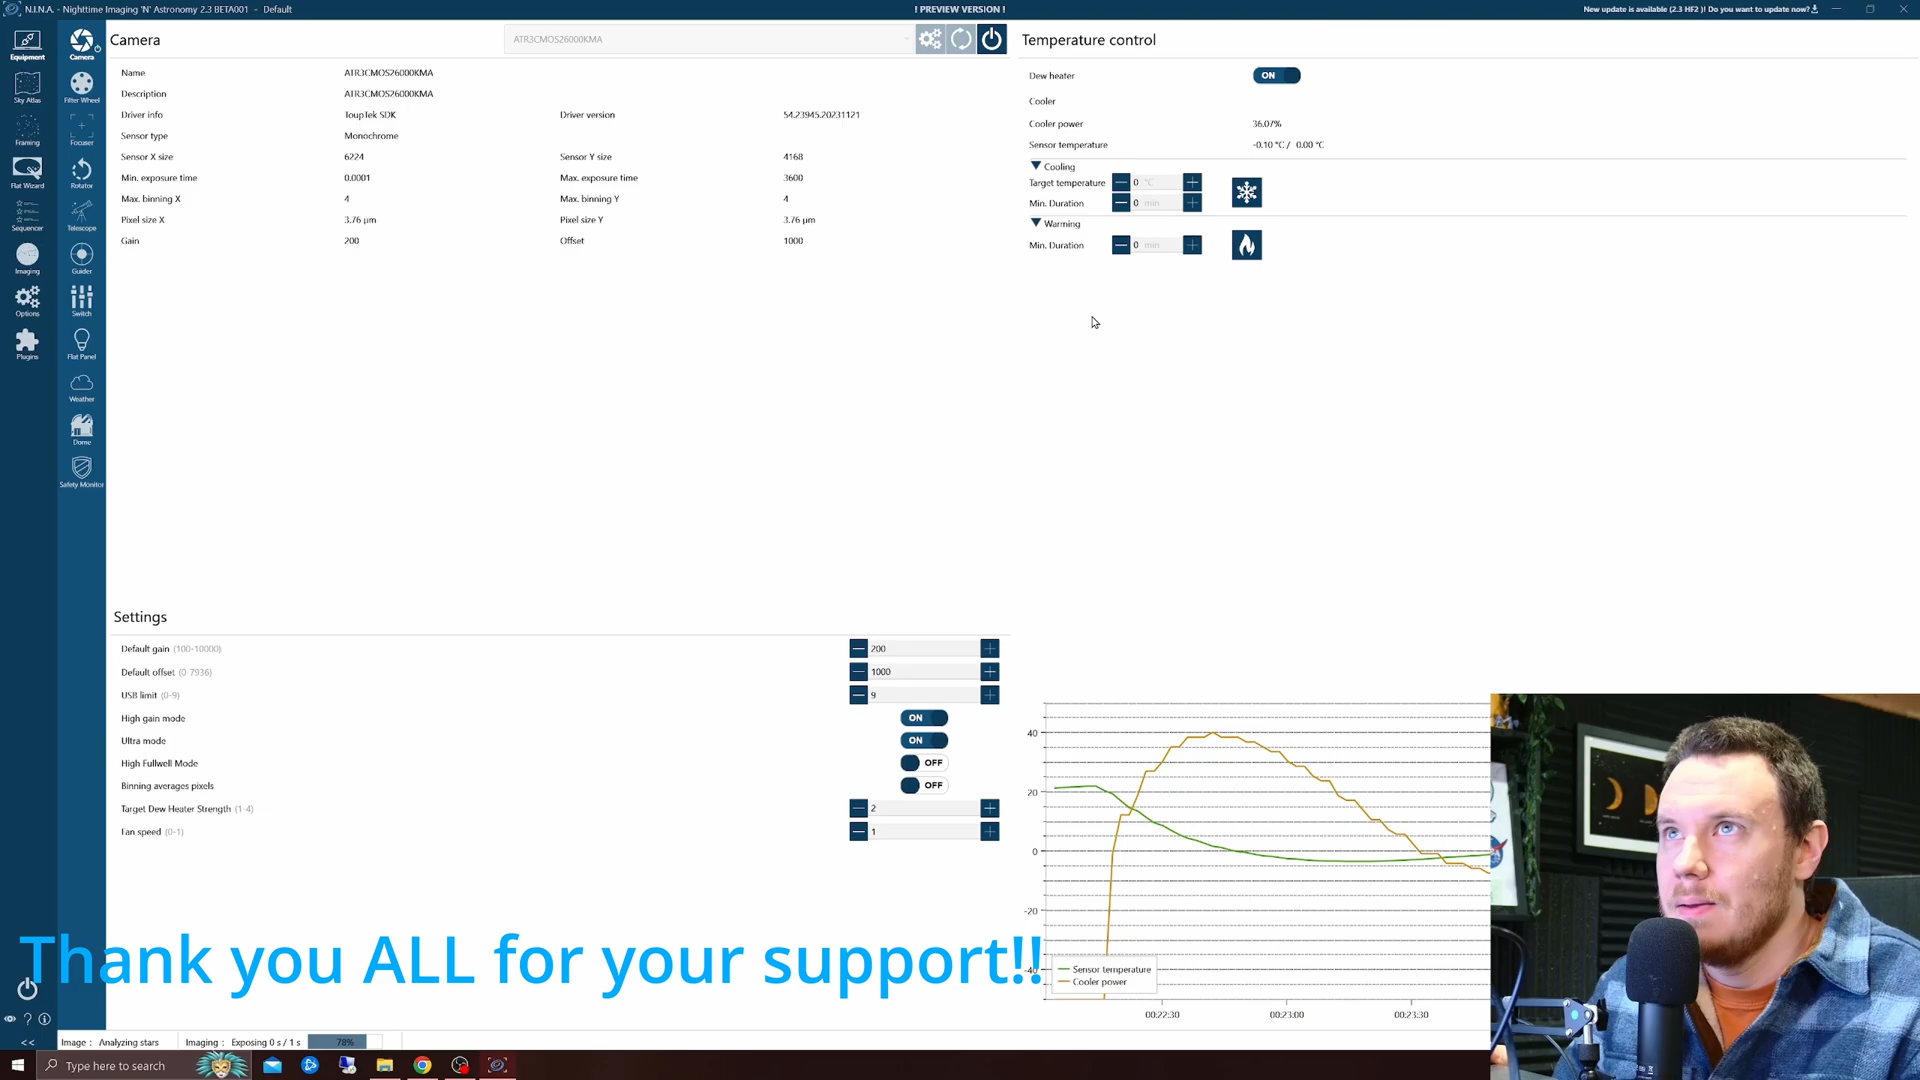 N.I.N.A. - Nighttime Imaging 'N' Astronomy 2.3 BETA001 - Default
! PREVIEW VERSION !
New update is available (2.3 HF2 )! Do you want to update now?
Equipment
Sky Atlas
Framing
Flat Wizard
Sequencer
Imaging
Options
Plugins
Camera
Filter Wheel
Focuser
Rotator
Telescope
Guider
Switch
Flat Panel
Weather
Dome
Safety Monitor
Camera
ATR3CMOS26000KMA
Name ATR3CMOS26000KMA
Description ATR3CMOS26000KMA
Driver info ToupTek SDK Driver version 54.23945.20231121
Sensor type Monochrome
Sensor X size 6224 Sensor Y size 4168
Min. exposure time 0.0001 Max. exposure time 3600
Max. binning X 4 Max. binning Y 4
Pixel size X 3.76 µm Pixel size Y 3.76 µm
Gain 200 Offset 1000
Temperature control
Dew heater ON
Cooler
Cooler power 36.07%
Sensor temperature -0.10 °C / 0.00 °C
Cooling
Target temperature 0 °C
Min. Duration 0 min
Warming
Min. Duration 0 min
Settings
Default gain (100-10000) 200
Default offset (0-7936) 1000
USB limit (0-9) 9
High gain mode ON
Ultra mode ON
High Fullwell Mode OFF
Binning averages pixels OFF
Target Dew Heater Strength (1-4) 2
Fan speed (0-1) 1
40
20
0
-20
-40
Sensor temperature
Cooler power
00:22:30 00:23:00 00:23:30
Thank you ALL for your support!!
<<
Image : Analyzing stars Imaging : Exposing 0 s / 1 s 78%
Type here to search